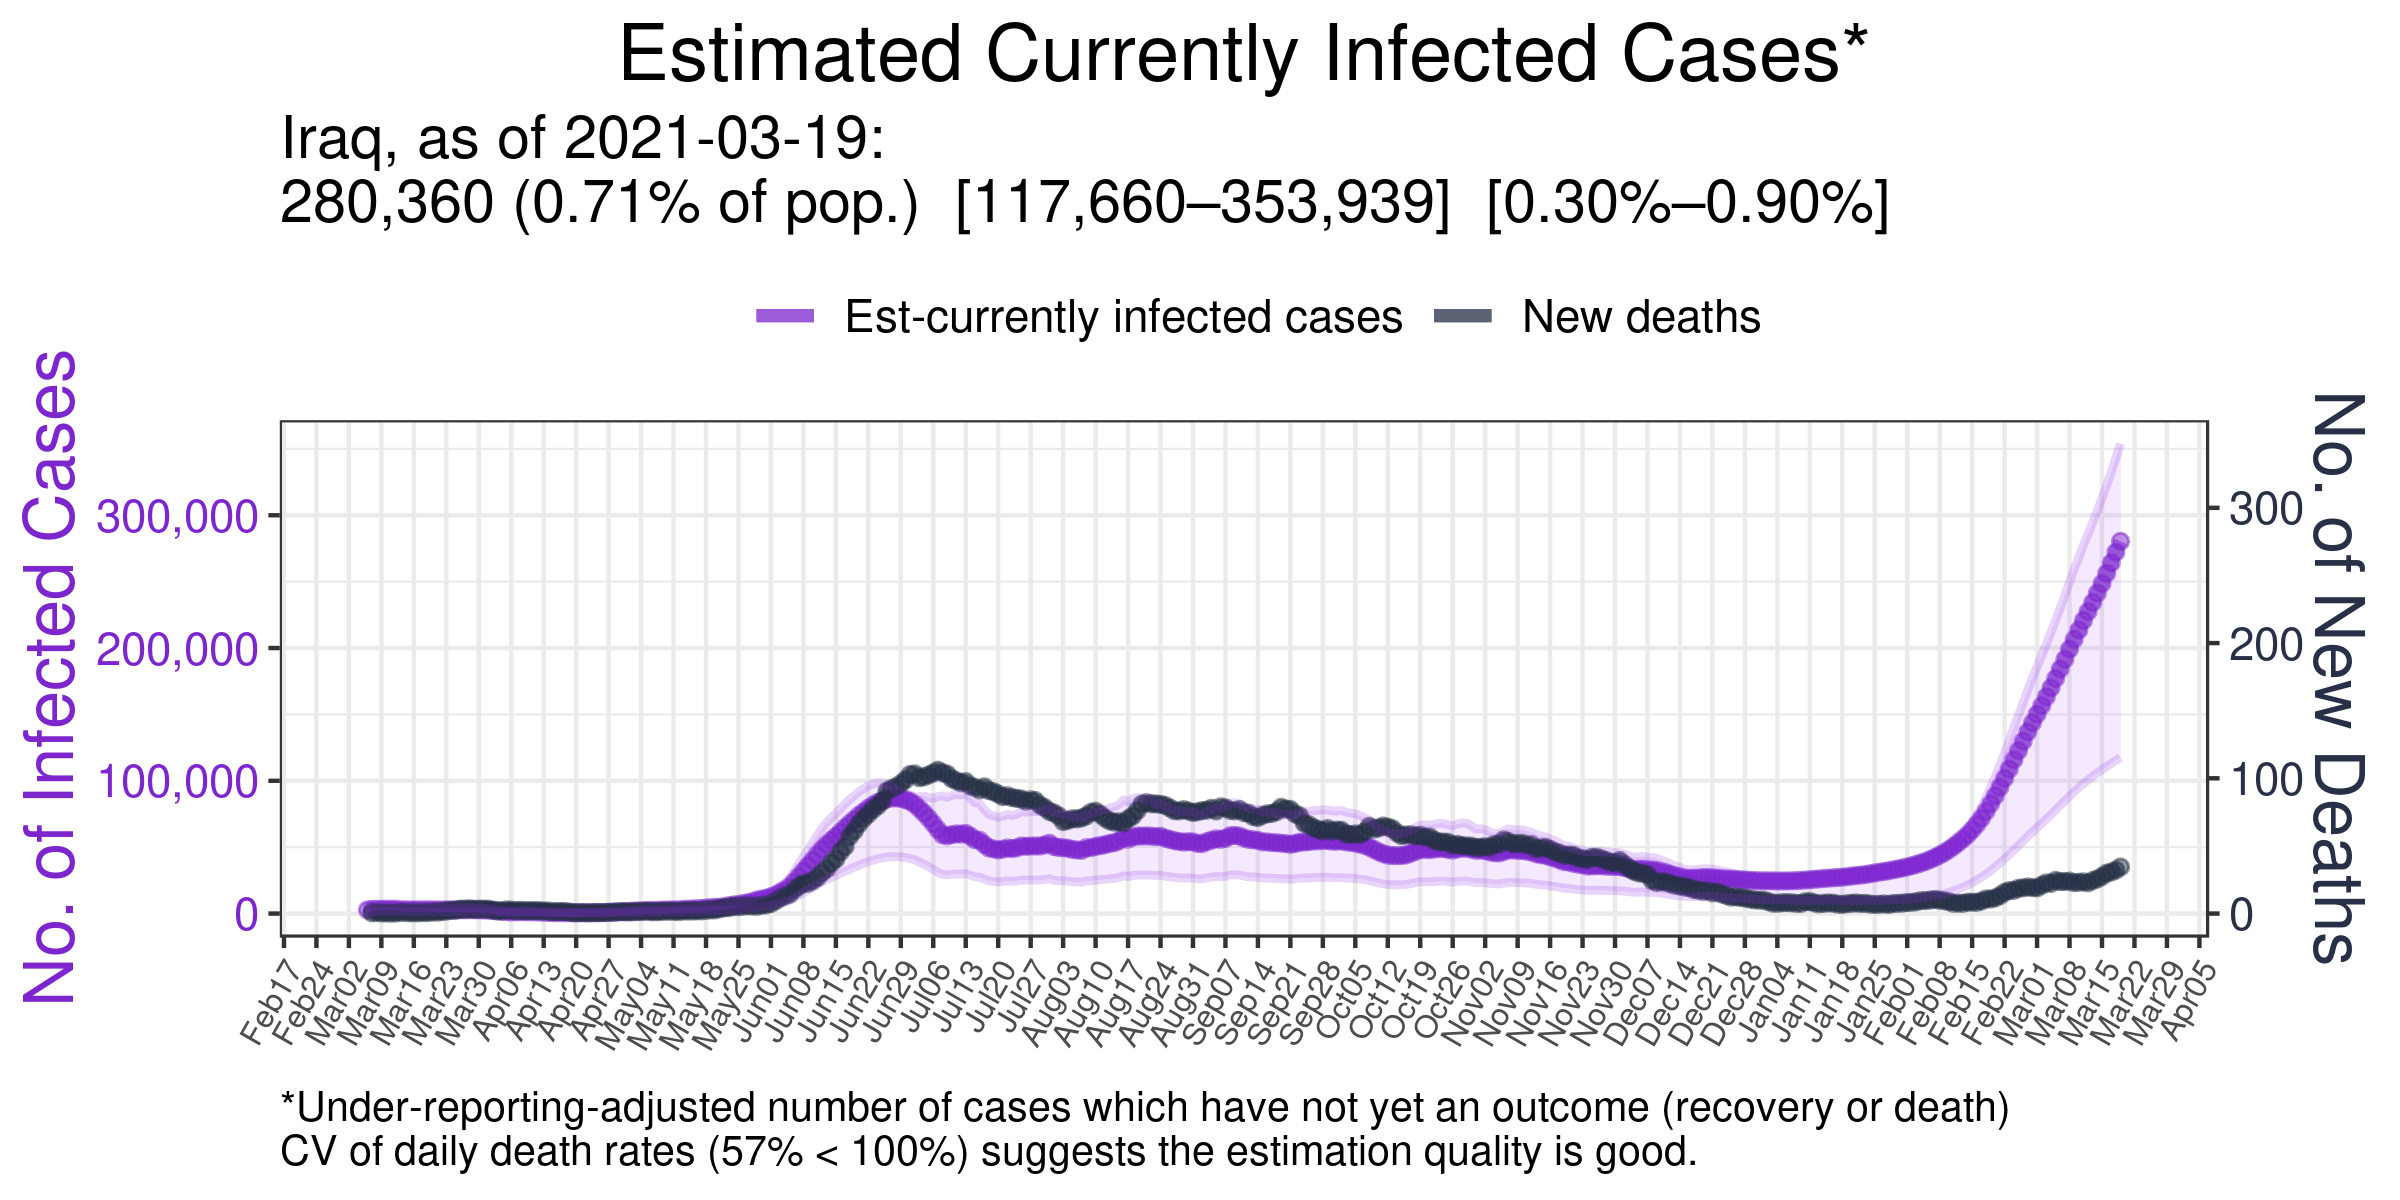 Estimated Currently Infected Cases*
Iraq, as of 2021-03-19:
280,360 (0.71% of pop.) [117,660–353,939] [0.30%–0.90%]
Est-currently infected cases
New deaths
No. of Infected Cases
300,000
200,000
100,000
0
No. of New Deaths
300
200
100
0
Feb17
Feb24
Mar02
Mar09
Mar16
Mar23
Mar30
Apr06
Apr13
Apr20
Apr27
May04
May11
May18
May25
Jun01
Jun08
Jun15
Jun22
Jun29
Jul06
Jul13
Jul20
Jul27
Aug03
Aug10
Aug17
Aug24
Aug31
Sep07
Sep14
Sep21
Sep28
Oct05
Oct12
Oct19
Oct26
Nov02
Nov09
Nov16
Nov23
Nov30
Dec07
Dec14
Dec21
Dec28
Jan04
Jan11
Jan18
Jan25
Feb01
Feb08
Feb15
Feb22
Mar01
Mar08
Mar15
Mar22
Mar29
Apr05
*Under-reporting-adjusted number of cases which have not yet an outcome (recovery or death)
CV of daily death rates (57% < 100%) suggests the estimation quality is good.